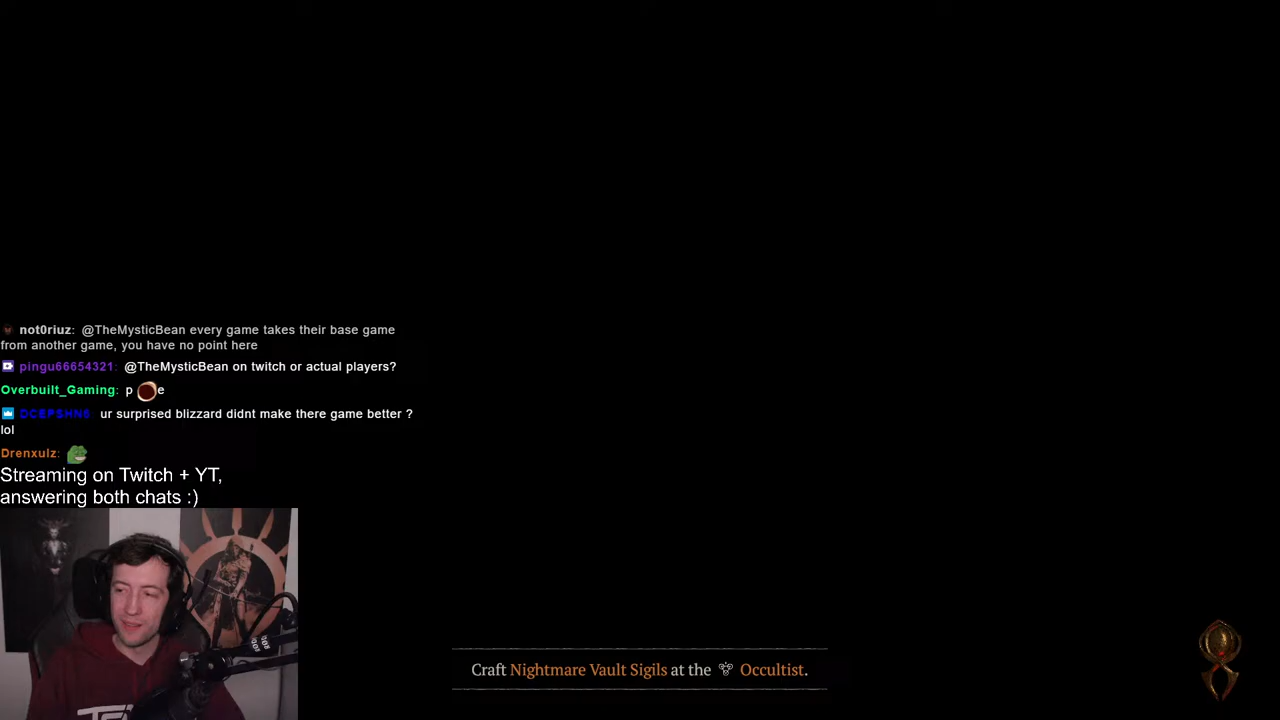 not0riuz: @TheMysticBean every game takes their base game
from another game, you have no point here
pingu66654321: @TheMysticBean on twitch or actual players?
Overbuilt_Gaming: p e
DCEPSHN6: ur surprised blizzard didnt make there game better ?
lol
Drenxulz:
Streaming on Twitch + YT,
answering both chats :)
Craft Nightmare Vault Sigils at the Occultist.